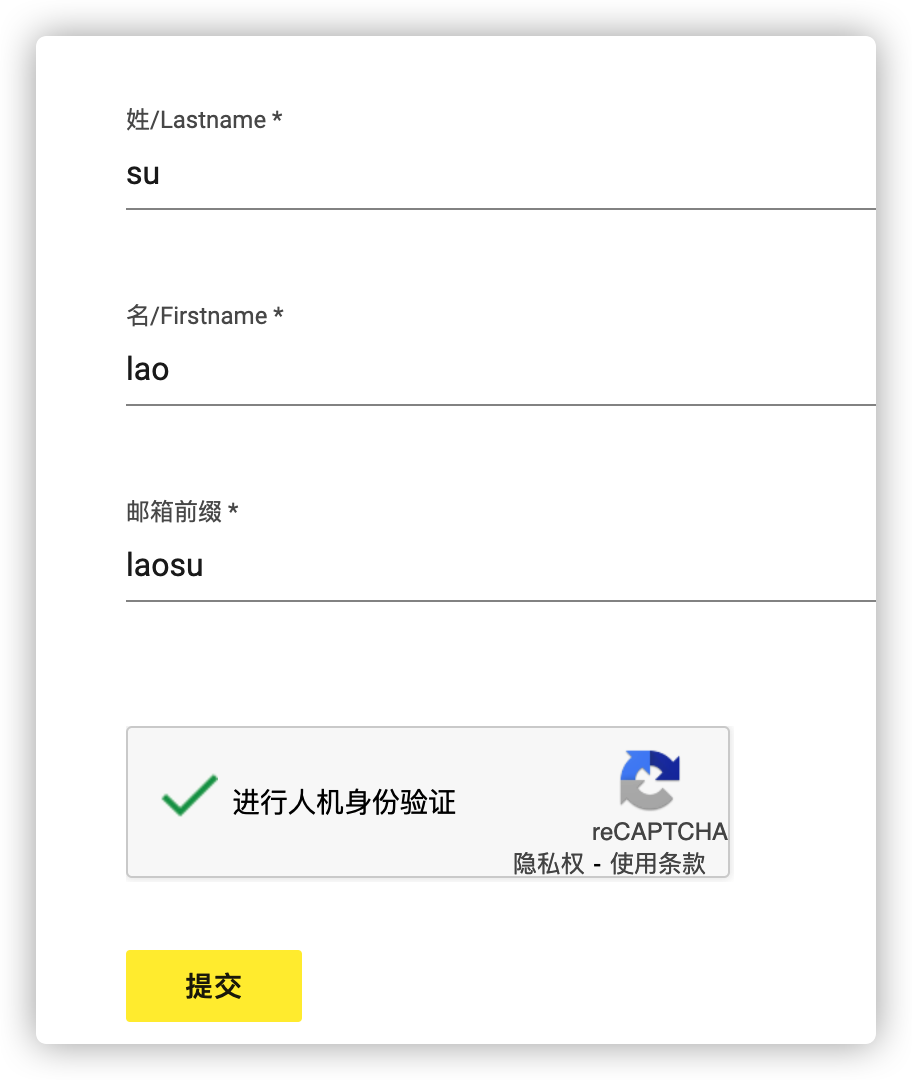 姓/Lastname *
su
名/Firstname *
lao
邮箱前缀 *
laosu
进行人机身份验证
reCAPTCHA
隐私权 - 使用条款
提交